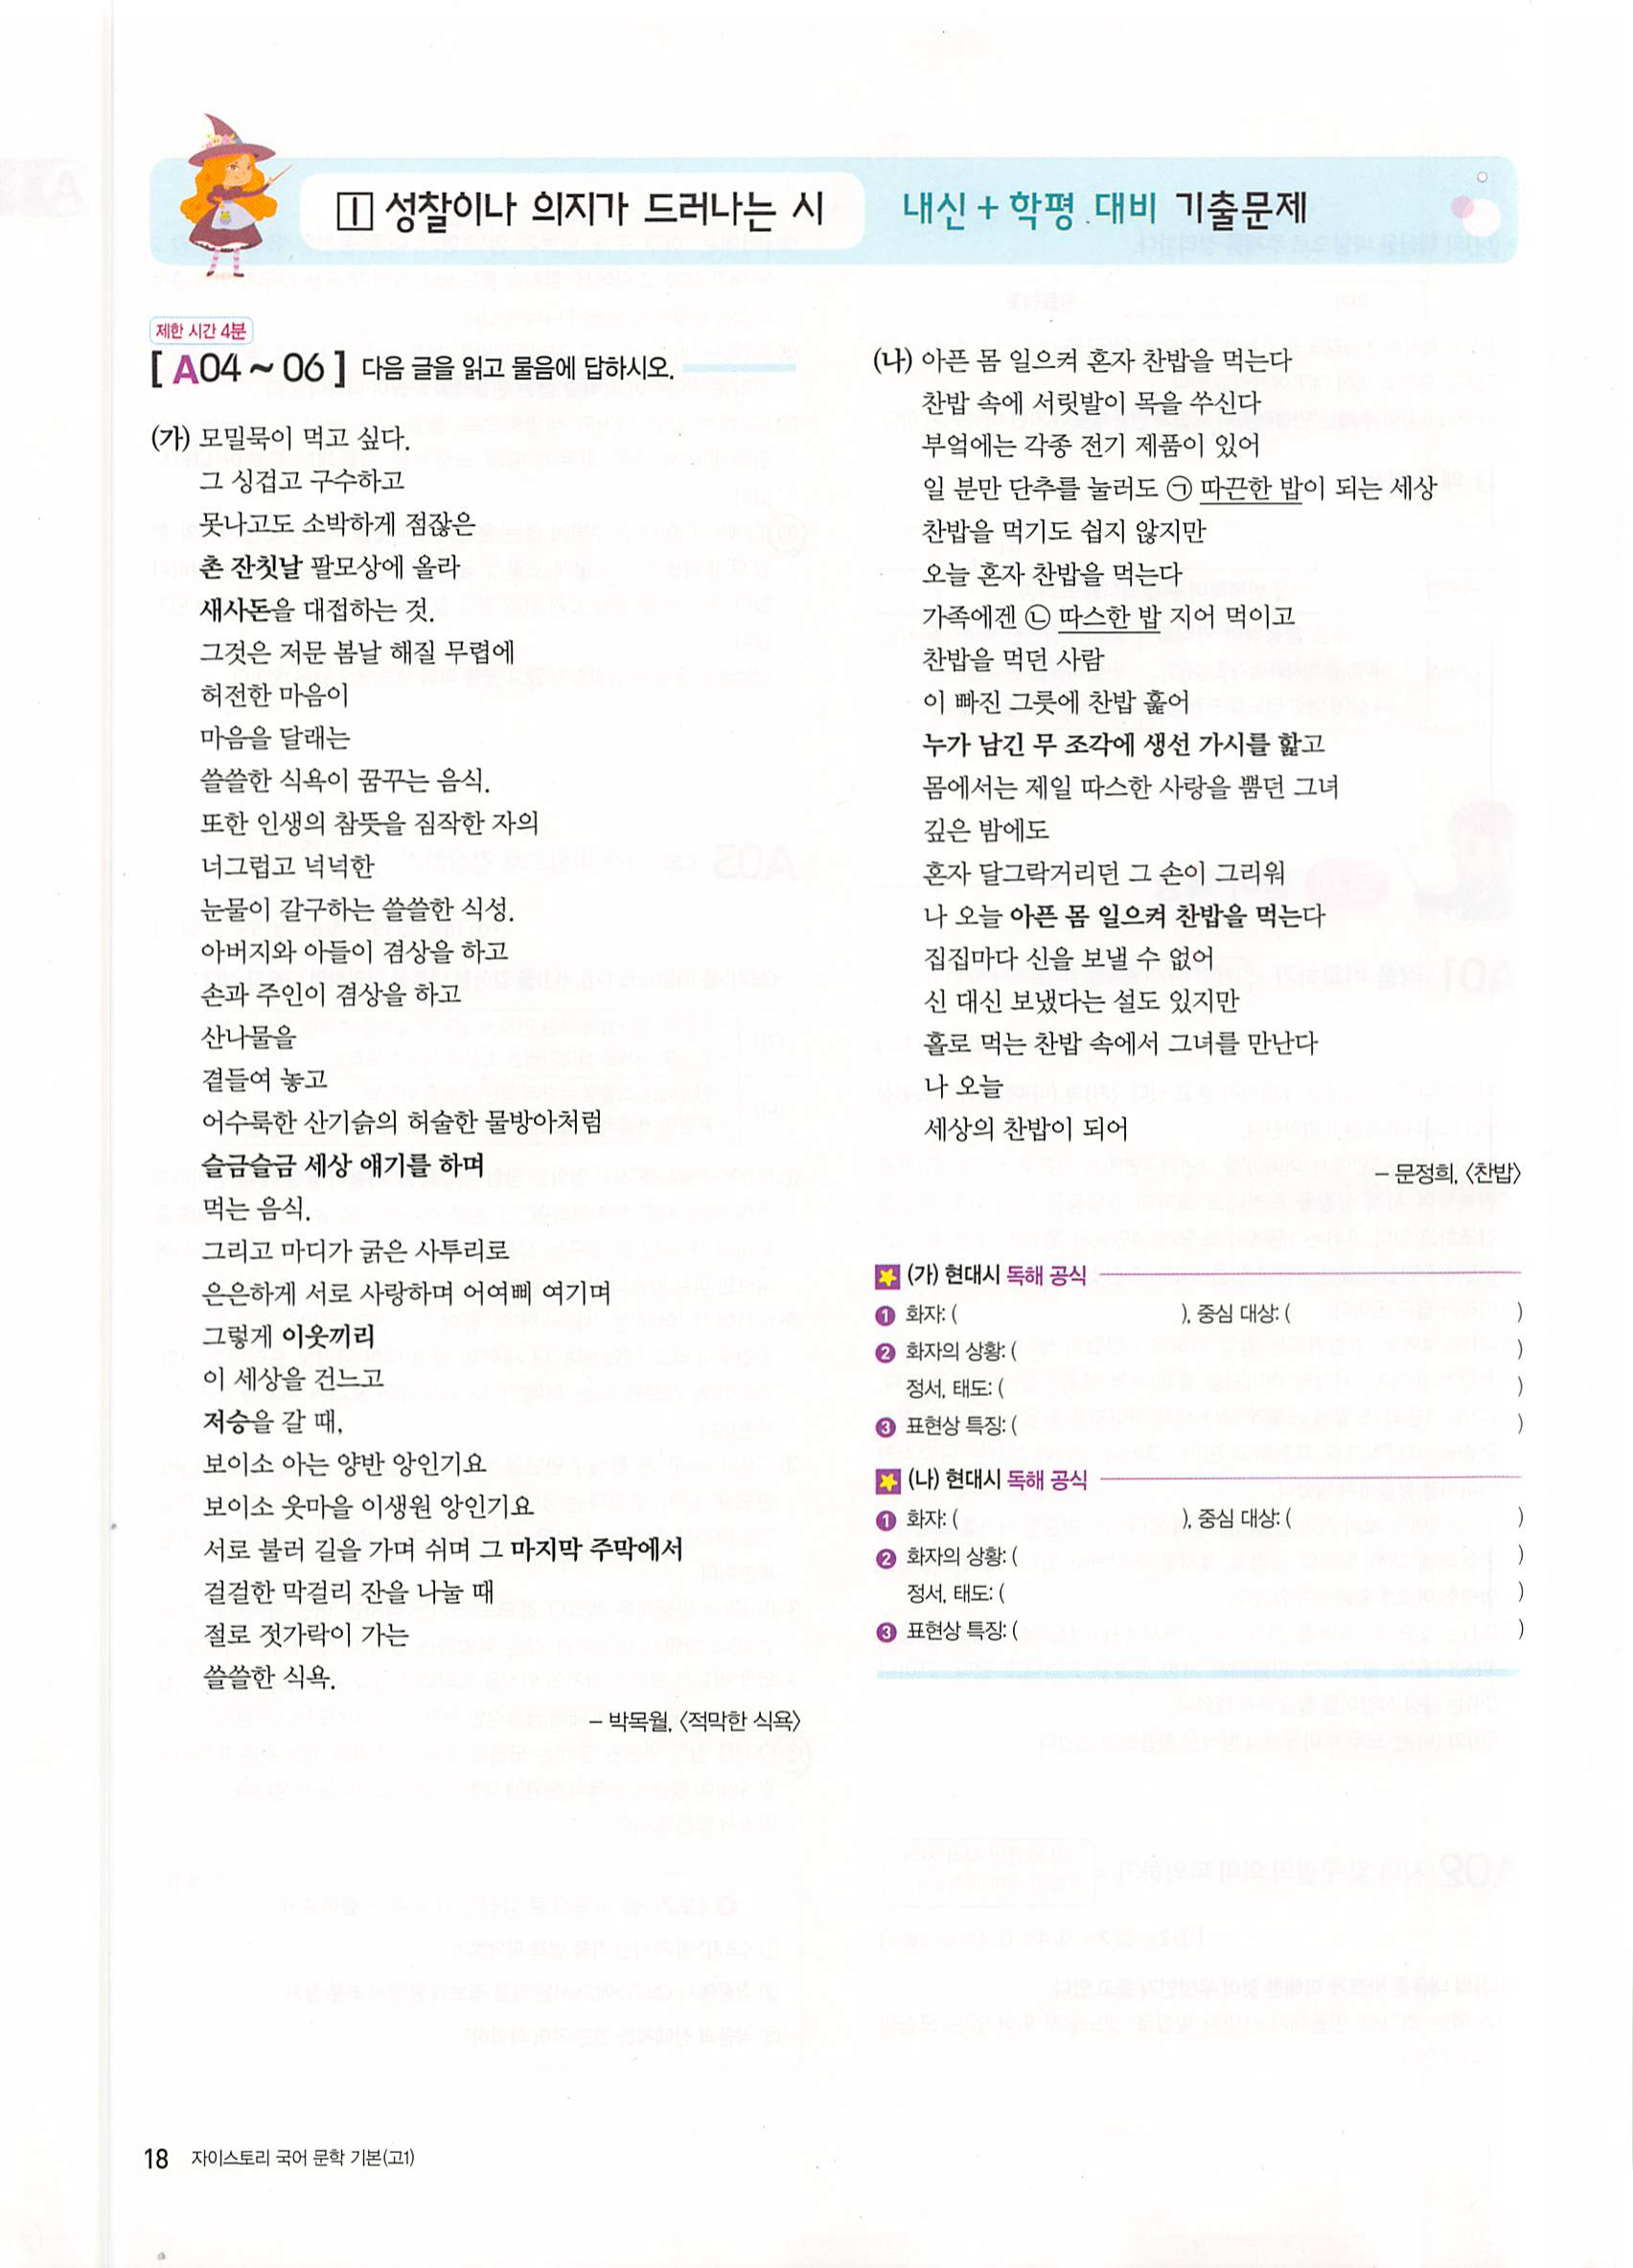 I 성찰이나 의지가 드러나는 시
내신 + 학평 대비 기출문제
제한 시간 4분
[ A04 ~ 06 ] 다음 글을 읽고 물음에 답하시오.
(가) 모밀묵이 먹고 싶다.
그 싱겁고 구수하고
못나고도 소박하게 점잖은
촌 잔칫날 팔모상에 올라
새사돈을 대접하는 것.
그것은 저문 봄날 해질 무렵에
허전한 마음이
마음을 달래는
쓸쓸한 식욕이 꿈꾸는 음식.
또한 인생의 참뜻을 짐작한 자의
너그럽고 넉넉한
눈물이 갈구하는 쓸쓸한 식성.
아버지와 아들이 겸상을 하고
손과 주인이 겸상을 하고
산나물을
곁들여 놓고
어수룩한 산기슭의 허술한 물방아처럼
슬금슬금 세상 얘기를 하며
먹는 음식.
그리고 마디가 굵은 사투리로
은은하게 서로 사랑하며 어여삐 여기며
그렇게 이웃끼리
이 세상을 건느고
저승을 갈 때,
보이소 아는 양반 앙인기요
보이소 웃마을 이생원 앙인기요
서로 불러 길을 가며 쉬며 그 마지막 주막에서
걸걸한 막걸리 잔을 나눌 때
절로 젓가락이 가는
쓸쓸한 식욕.
– 박목월, 〈적막한 식욕〉
(나) 아픈 몸 일으켜 혼자 찬밥을 먹는다
찬밥 속에 서릿발이 목을 쑤신다
부엌에는 각종 전기 제품이 있어
일 분만 단추를 눌러도 ㉠ 따끈한 밥이 되는 세상
찬밥을 먹기도 쉽지 않지만
오늘 혼자 찬밥을 먹는다
가족에겐 ㉡ 따스한 밥 지어 먹이고
찬밥을 먹던 사람
이 빠진 그릇에 찬밥 훑어
누가 남긴 무 조각에 생선 가시를 핥고
몸에서는 제일 따스한 사랑을 뿜던 그녀
깊은 밤에도
혼자 달그락거리던 그 손이 그리워
나 오늘 아픈 몸 일으켜 찬밥을 먹는다
집집마다 신을 보낼 수 없어
신 대신 보냈다는 설도 있지만
홀로 먹는 찬밥 속에서 그녀를 만난다
나 오늘
세상의 찬밥이 되어
– 문정희, 〈찬밥〉
(가) 현대시 독해 공식
❶ 화자: ( ), 중심 대상: ( )
❷ 화자의 상황: ( )
정서, 태도: ( )
❸ 표현상 특징: ( )
(나) 현대시 독해 공식
❶ 화자: ( ), 중심 대상: ( )
❷ 화자의 상황: ( )
정서, 태도: ( )
❸ 표현상 특징: ( )
18 자이스토리 국어 문학 기본(고1)